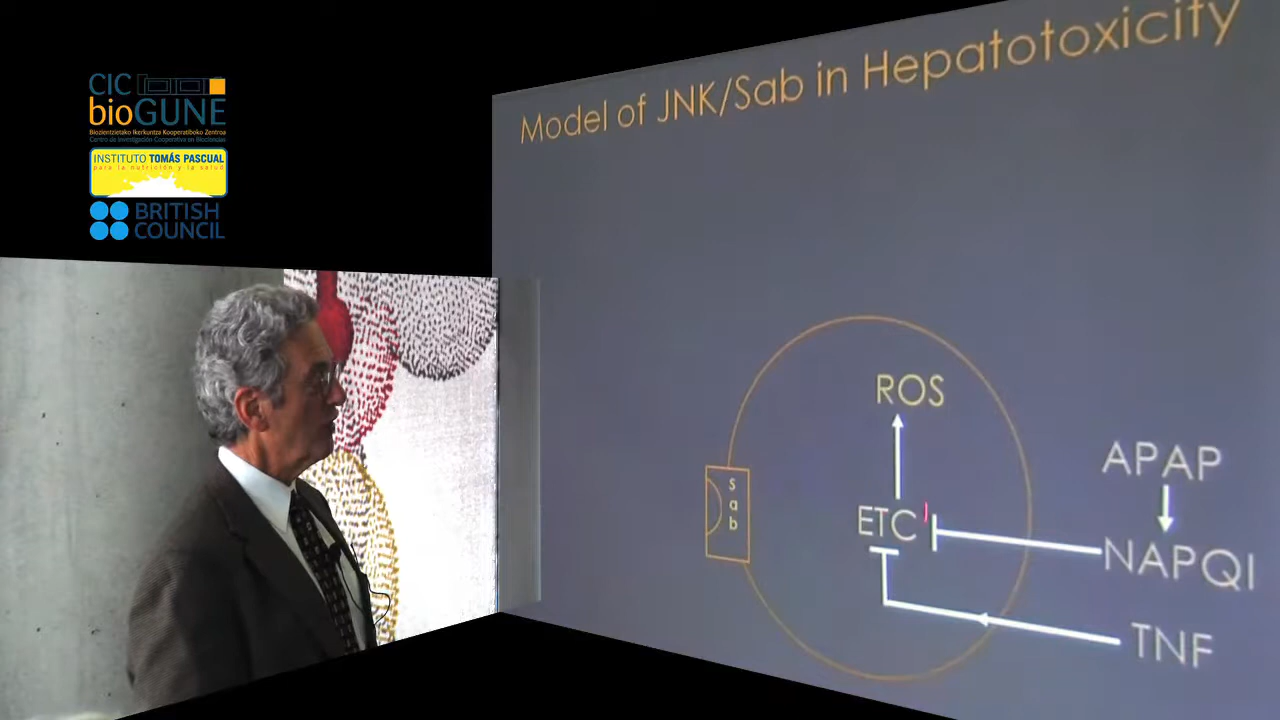 CIC
bioGUNE
Biozientzietako Ikerkuntza Kooperatiboko Zentroa
Centro de Investigación Cooperativa en Biociencias
INSTITUTO TOMÁS PASCUAL
para la nutrición y la salud
BRITISH
COUNCIL
Model of JNK/Sab in Hepatotoxicity
ROS
APAP
sab
ETC
NAPQI
TNF